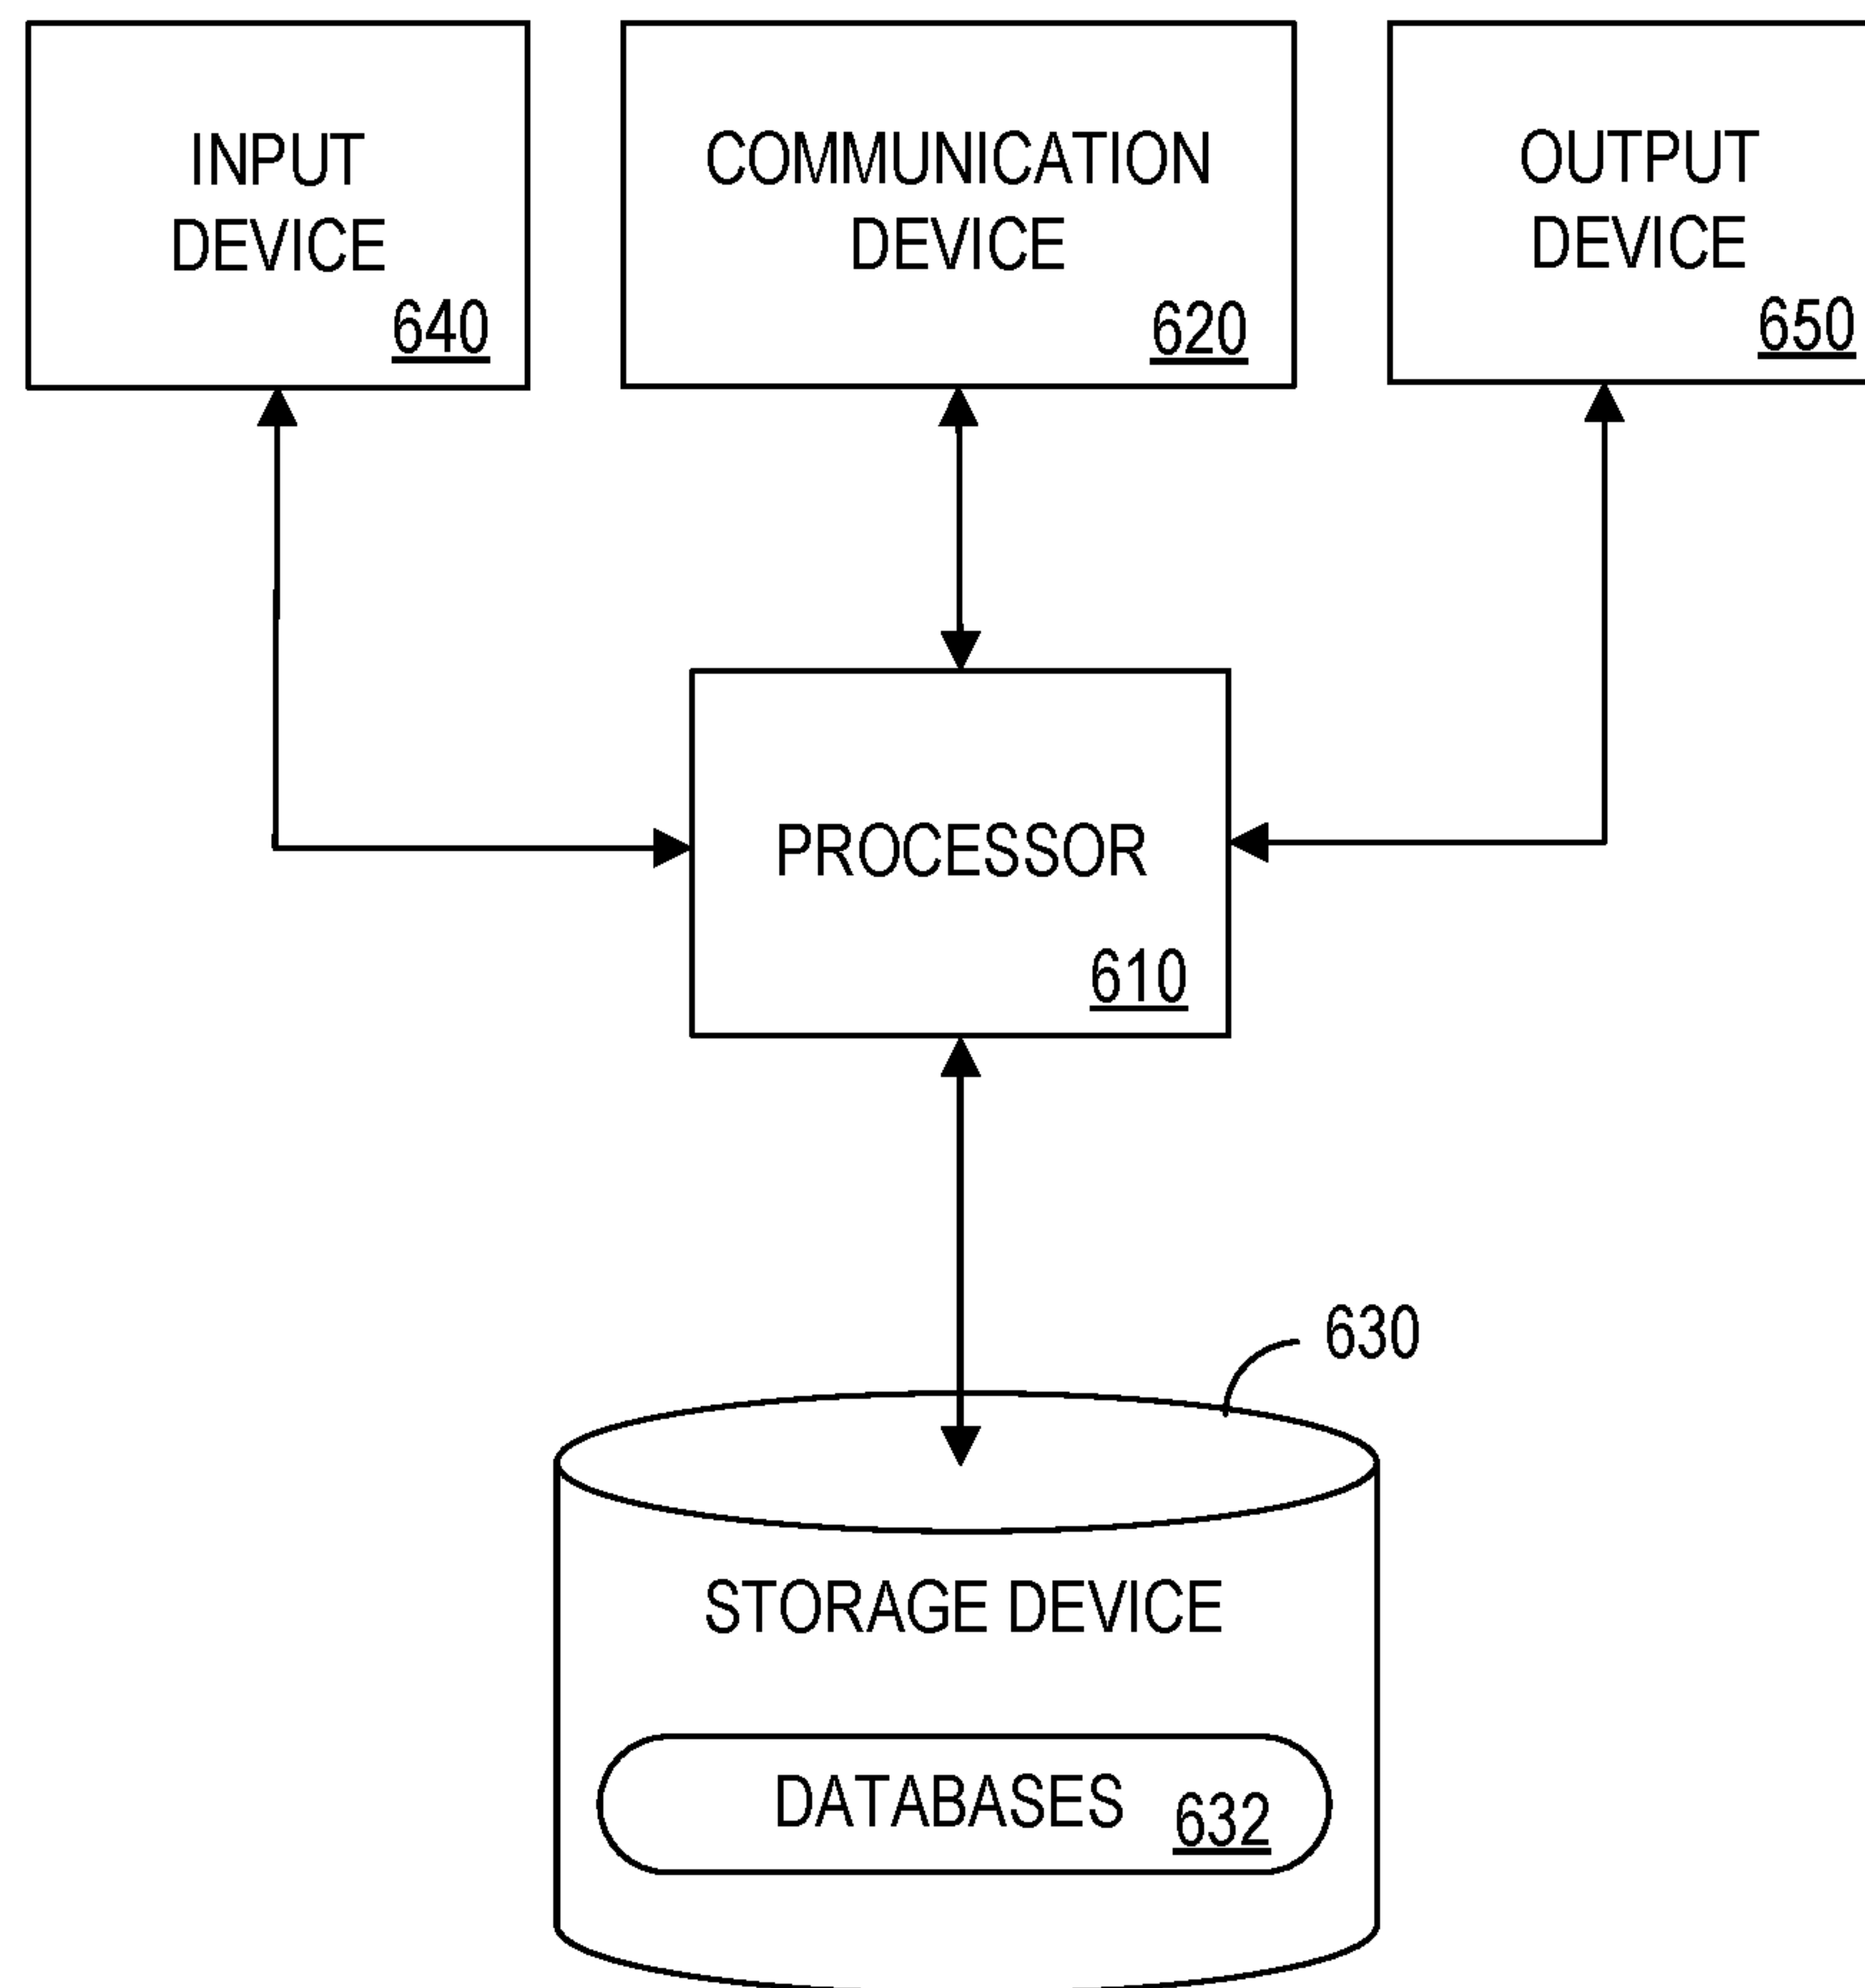 INPUT
DEVICE
640
COMMUNICATION
DEVICE
620
OUTPUT
DEVICE
650
PROCESSOR
610
630
STORAGE DEVICE
DATABASES
632